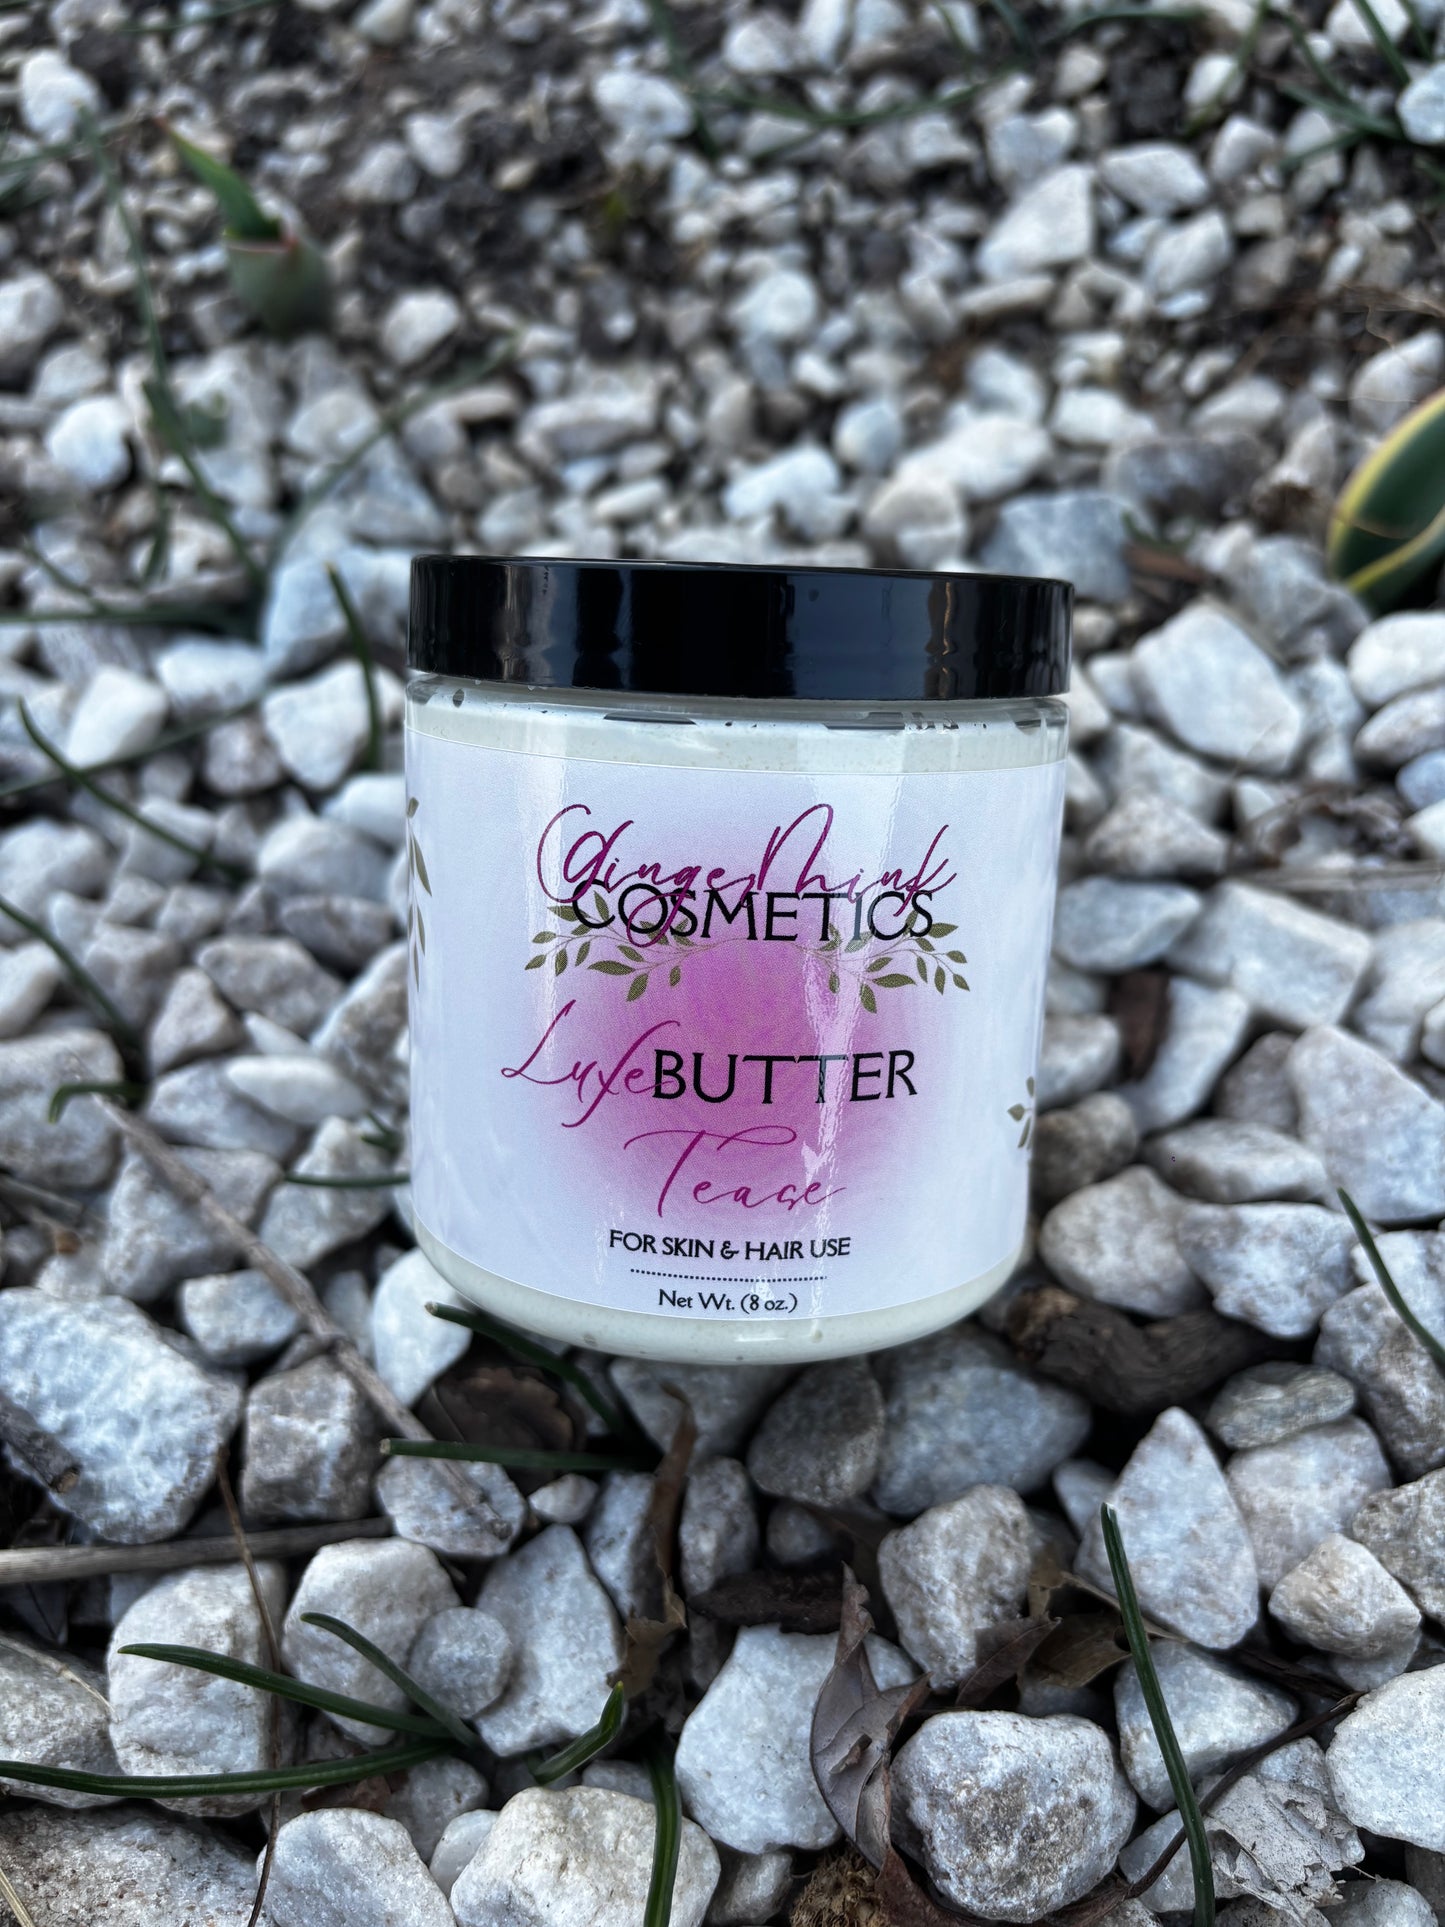 GingerMink
COSMETICS
Luxe BUTTER
Tease
FOR SKIN & HAIR USE
Net Wt. (8 oz.)